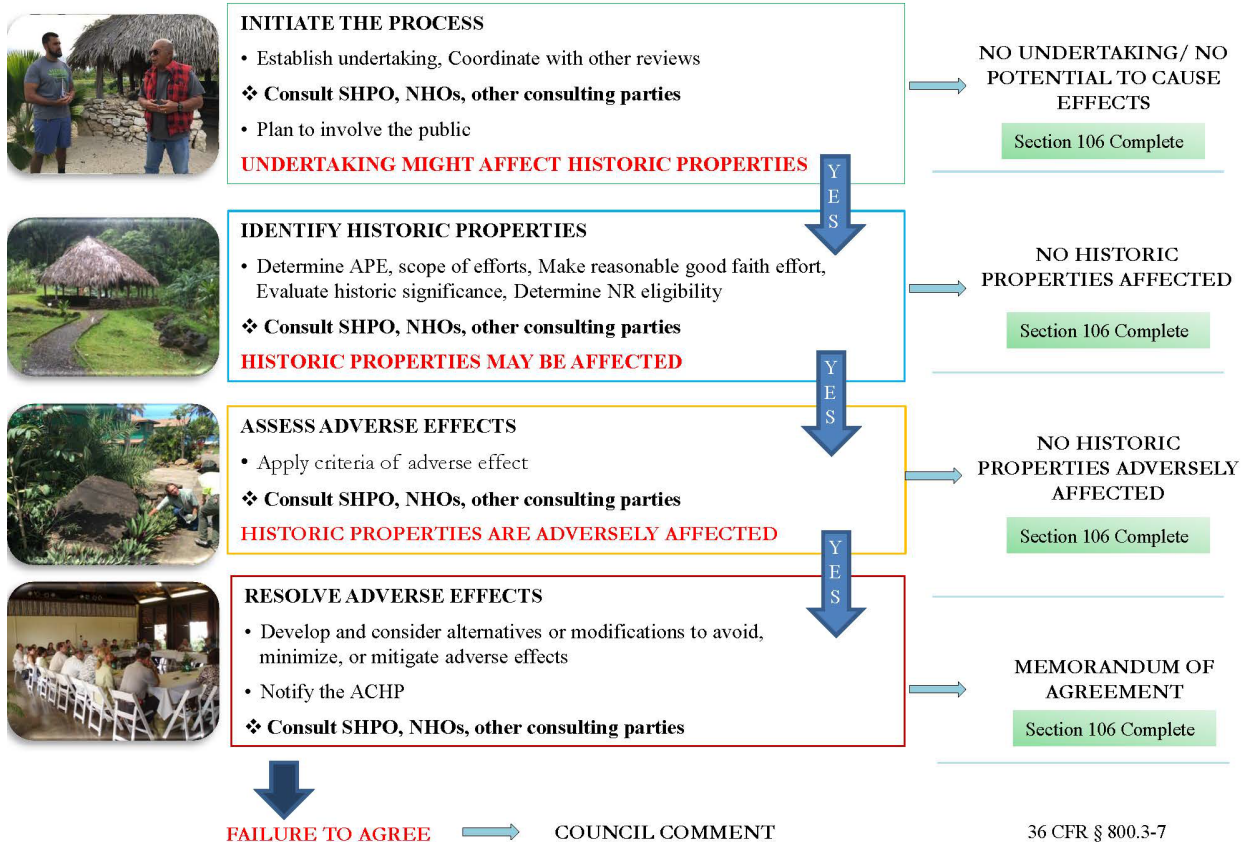 INITIATE THE PROCESS
• Establish undertaking, Coordinate with other reviews
❖ Consult SHPO, NHOs, other consulting parties
• Plan to involve the public
UNDERTAKING MIGHT AFFECT HISTORIC PROPERTIES
YES
NO UNDERTAKING/ NO
POTENTIAL TO CAUSE
EFFECTS
Section 106 Complete
IDENTIFY HISTORIC PROPERTIES
• Determine APE, scope of efforts, Make reasonable good faith effort,
Evaluate historic significance, Determine NR eligibility
❖ Consult SHPO, NHOs, other consulting parties
HISTORIC PROPERTIES MAY BE AFFECTED
YES
NO HISTORIC
PROPERTIES AFFECTED
Section 106 Complete
ASSESS ADVERSE EFFECTS
• Apply criteria of adverse effect
❖ Consult SHPO, NHOs, other consulting parties
HISTORIC PROPERTIES ARE ADVERSELY AFFECTED
YES
NO HISTORIC
PROPERTIES ADVERSELY
AFFECTED
Section 106 Complete
RESOLVE ADVERSE EFFECTS
• Develop and consider alternatives or modifications to avoid,
minimize, or mitigate adverse effects
• Notify the ACHP
❖ Consult SHPO, NHOs, other consulting parties
MEMORANDUM OF
AGREEMENT
Section 106 Complete
FAILURE TO AGREE
COUNCIL COMMENT
36 CFR § 800.3-7